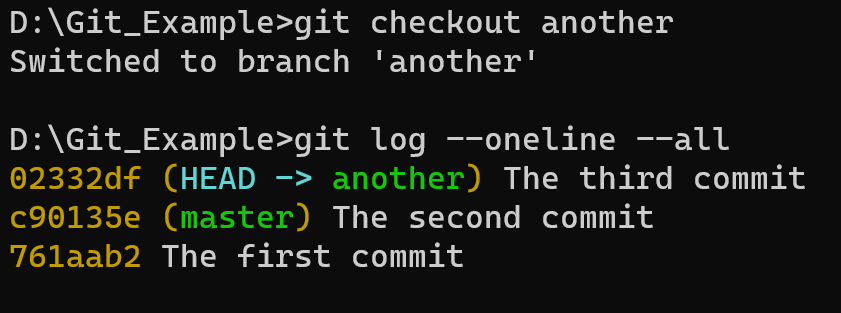 D:\Git_Example>git checkout another
Switched to branch 'another'
D:\Git_Example>git log --oneline --all
02332df (HEAD -> another) The third commit
c90135e (master) The second commit
761aab2 The first commit